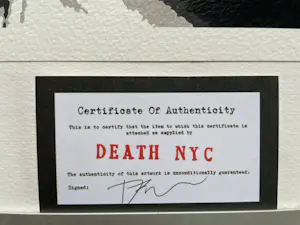 Certificate Of Authenticity
This is to certify that the item to which this certificate is
attached as supplied by
DEATH NYC
The authenticity of this artwork is unconditionally guaranteed.
Signed: